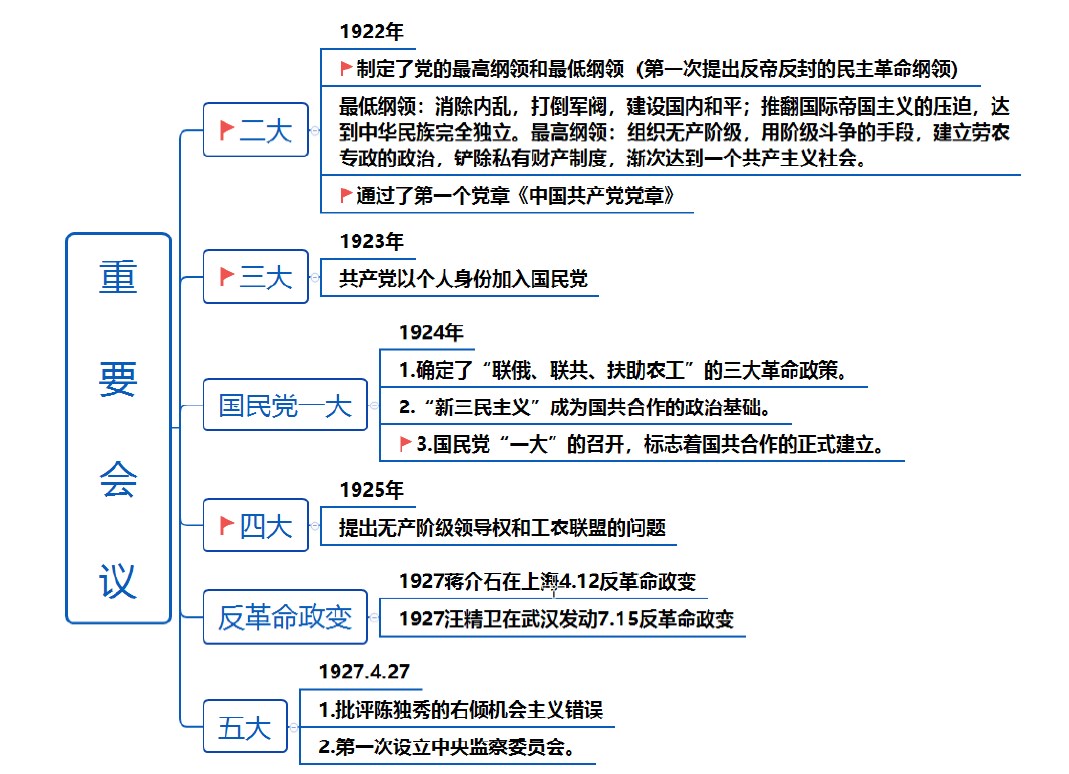 重要会议
二大
1922年
制定了党的最高纲领和最低纲领（第一次提出反帝反封的民主革命纲领)
最低纲领：消除内乱，打倒军阀，建设国内和平；推翻国际帝国主义的压迫，达
到中华民族完全独立。最高纲领：组织无产阶级，用阶级斗争的手段，建立劳农
专政的政治，铲除私有财产制度，渐次达到一个共产主义社会。
通过了第一个党章《中国共产党党章》
三大
1923年
共产党以个人身份加入国民党
国民党一大
1924年
1.确定了“联俄、联共、扶助农工”的三大革命政策。
2.“新三民主义”成为国共合作的政治基础。
3.国民党“一大”的召开，标志着国共合作的正式建立。
四大
1925年
提出无产阶级领导权和工农联盟的问题
反革命政变
1927蒋介石在上海4.12反革命政变
1927汪精卫在武汉发动7.15反革命政变
五大
1927.4.27
1.批评陈独秀的右倾机会主义错误
2.第一次设立中央监察委员会。